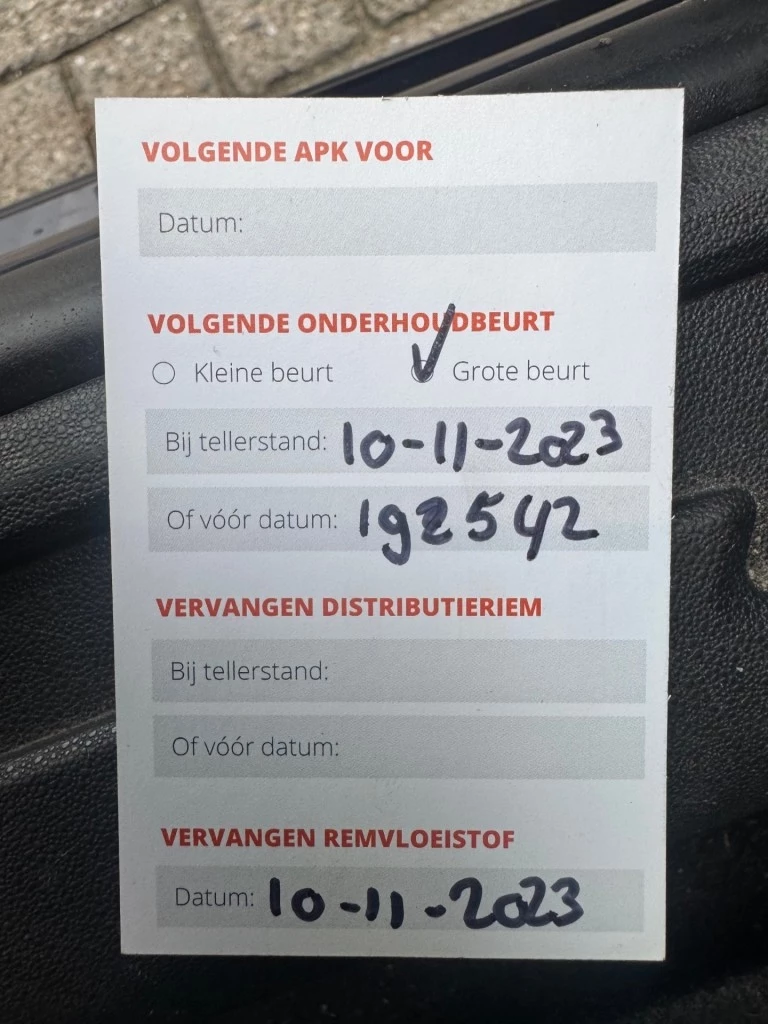 VOLGENDE APK VOOR
Datum:
VOLGENDE ONDERHOUDBEURT
Kleine beurt Grote beurt
Bij tellerstand: 10-11-2023
Of vóór datum: 192542
VERVANGEN DISTRIBUTIERIEM
Bij tellerstand:
Of vóór datum:
VERVANGEN REMVLOEISTOF
Datum: 10-11-2023